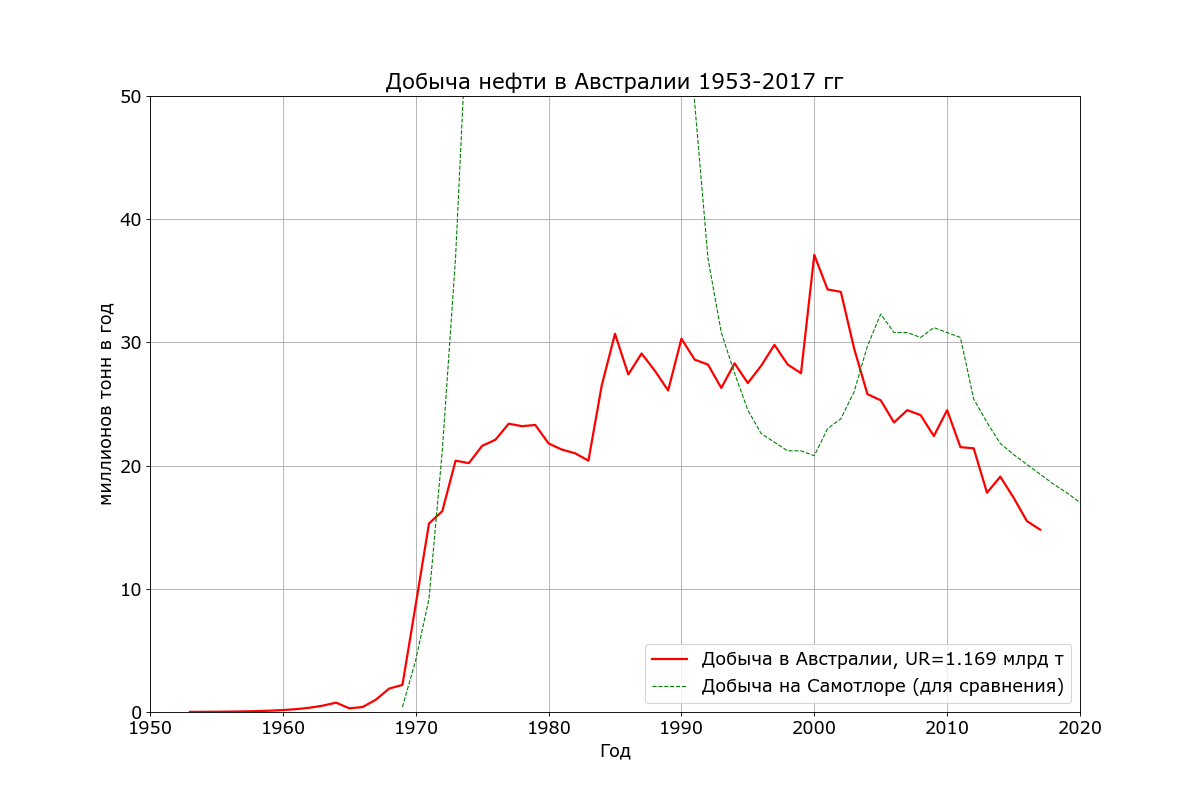 Добыча нефти в Австралии 1953-2017 гг
50
40
30
20
10
0
миллионов тонн в год
1950 1960 1970 1980 1990 2000 2010 2020
Год
Добыча в Австралии, UR=1.169 млрд т
Добыча на Самотлоре (для сравнения)